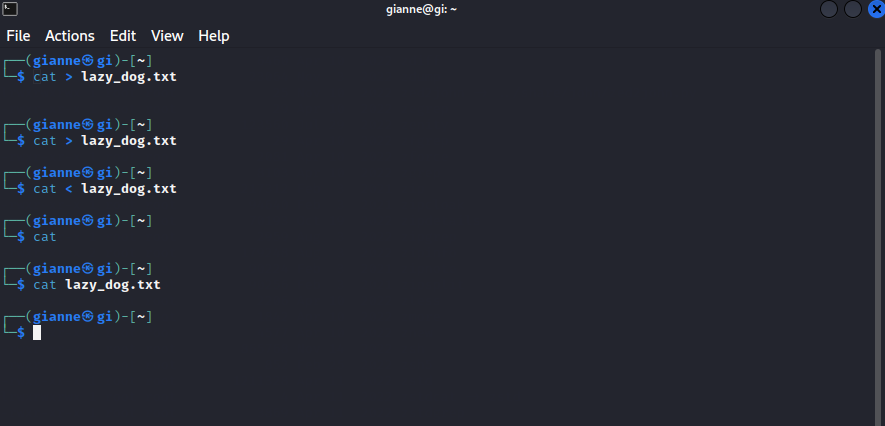 gianne@gi: ~
File Actions Edit View Help
┌──(gianne㉿gi)-[~]
└─$ cat > lazy_dog.txt
┌──(gianne㉿gi)-[~]
└─$ cat > lazy_dog.txt
┌──(gianne㉿gi)-[~]
└─$ cat < lazy_dog.txt
┌──(gianne㉿gi)-[~]
└─$ cat
┌──(gianne㉿gi)-[~]
└─$ cat lazy_dog.txt
┌──(gianne㉿gi)-[~]
└─$